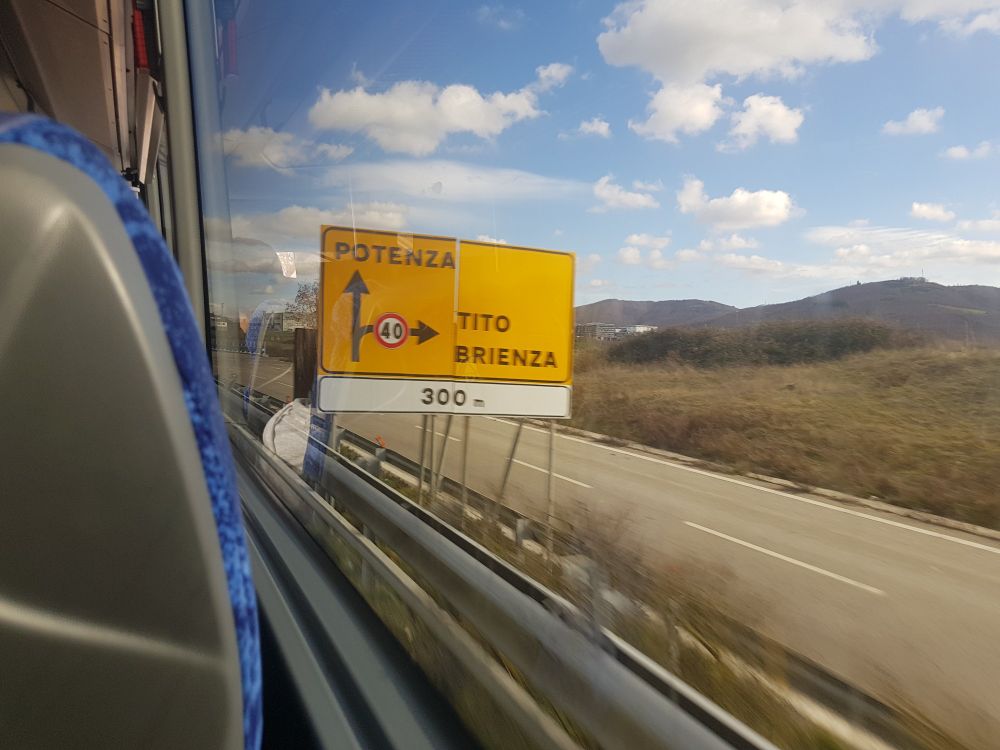 POTENZA
40
TITO
BRIENZA
300 m